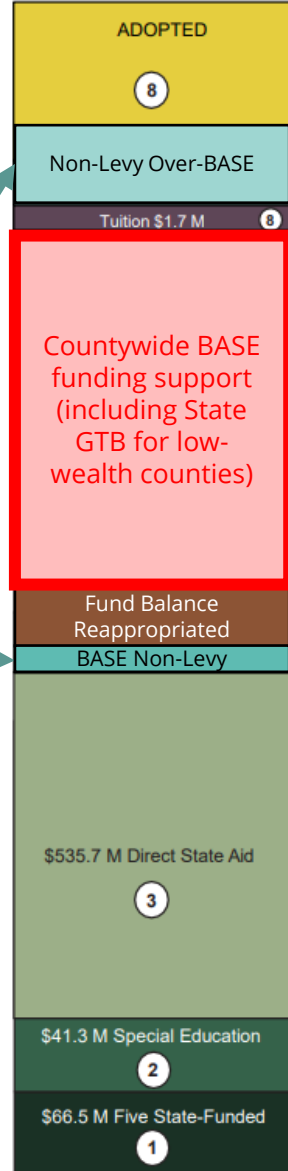 ADOPTED
8
Non-Levy Over-BASE
Tuition $1.7 M 8
Countywide BASE
funding support
(including State
GTB for low-
wealth counties)
Fund Balance
Reappropriated
BASE Non-Levy
$535.7 M Direct State Aid
3
$41.3 M Special Education
2
$66.5 M Five State-Funded
1